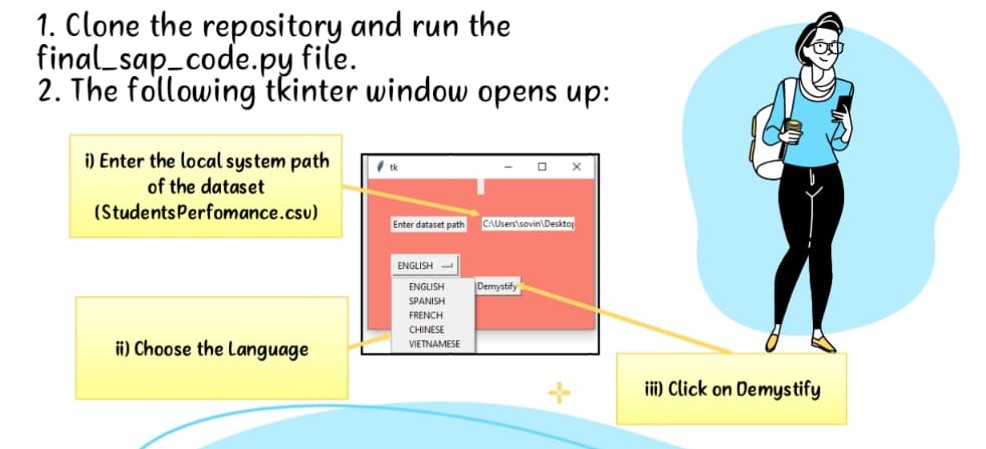 1. Clone the repository and run the
final_sap_code.py file.
2. The following tkinter window opens up:
i) Enter the local system path
of the dataset
(StudentsPerfomance.csv)
tk
Enter dataset path
C:\Users\sovin\Desktop
ENGLISH
ENGLISH
SPANISH
FRENCH
CHINESE
VIETNAMESE
Demystify
ii) Choose the Language
iii) Click on Demystify